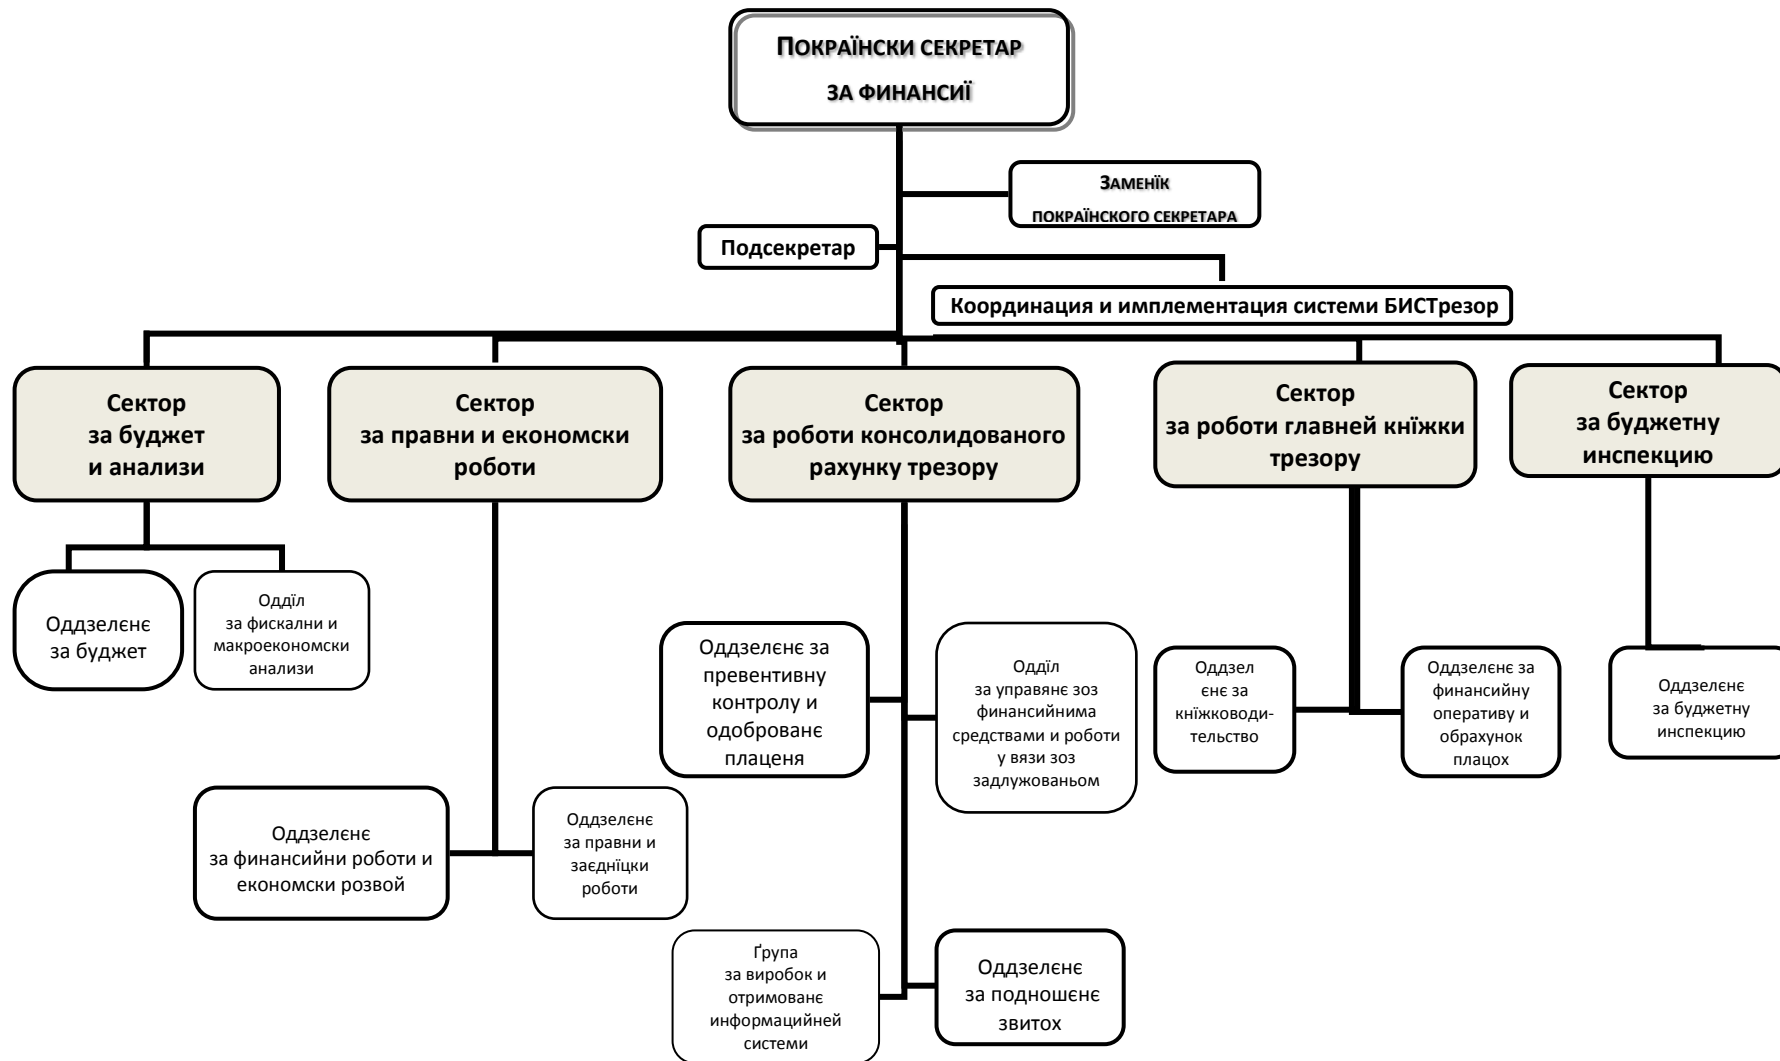 ПОКРАЇНСКИ СЕКРЕТАР
ЗА ФИНАНСИЇ
ЗАМЕНЇК
ПОКРАЇНСКОГО СЕКРЕТАРА
Подсекретар
Координация и имплементация системи БИСТрезор
Сектор
за буджет
и анализи
Сектор
за правни и економски
роботи
Сектор
за роботи консолидованого
рахунку трезору
Сектор
за роботи главней кнїжки
трезору
Сектор
за буджетну
инспекцию
Оддзелєнє
за буджет
Оддїл
за фискални и
макроекономски
анализи
Оддзелєнє за
превентивну
контролу и
одоброванє
плаценя
Оддїл
за управянє зоз
финансийнима
средствами и роботи
у вязи зоз
задлужованьом
Оддзел
єнє за
кнїжководи-
тельство
Оддзелєнє за
финансийну
оперативу и
обрахунок
плацох
Оддзелєнє
за буджетну
инспекцию
Оддзелєнє
за финансийни роботи и
економски розвой
Оддзелєнє
за правни и
заєднїцки
роботи
Ґрупа
за виробок и
отримованє
информацийней
системи
Оддзелєнє
за подношєнє
звитох